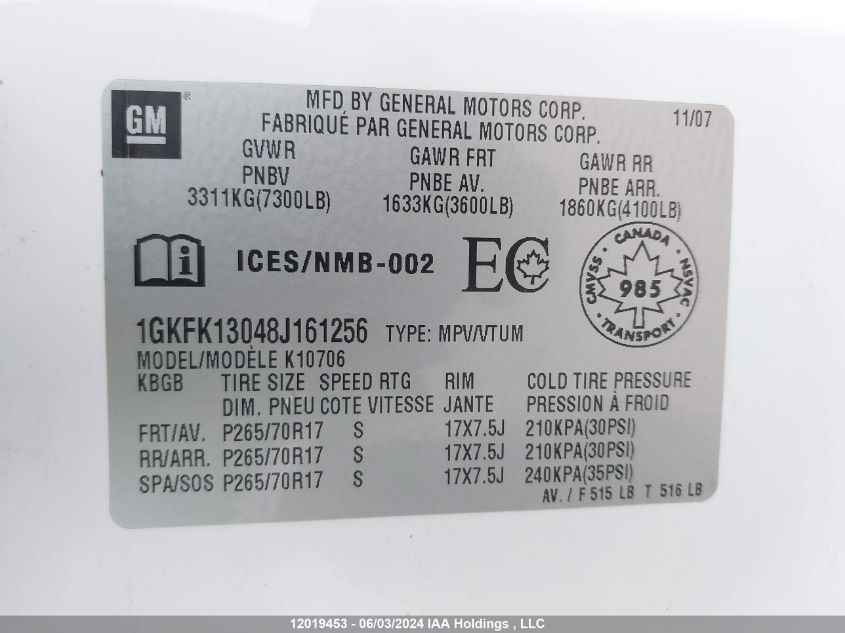 GM ®
MFD BY GENERAL MOTORS CORP.
11/07
FABRIQUÉ PAR GENERAL MOTORS CORP.
GVWR GAWR FRT GAWR RR
PNBV PNBE AV. PNBE ARR.
3311KG(7300LB) 1633KG(3600LB) 1860KG(4100LB)
i ICES/NMB-002 EC
CANADA
CMVSS 985 NSVAC
TRANSPORT
1GKFK13048J161256 TYPE: MPV/VTUM
MODEL/MODÈLE K10706
KBGB TIRE SIZE SPEED RTG RIM COLD TIRE PRESSURE
DIM. PNEU COTE VITESSE JANTE PRESSION À FROID
FRT/AV. P265/70R17 S 17X7.5J 210KPA(30PSI)
RR/ARR. P265/70R17 S 17X7.5J 210KPA(30PSI)
SPA/SOS P265/70R17 S 17X7.5J 240KPA(35PSI)
AV. / F 515 LB T 516 LB
12019453 - 06/03/2024 IAA Holdings , LLC